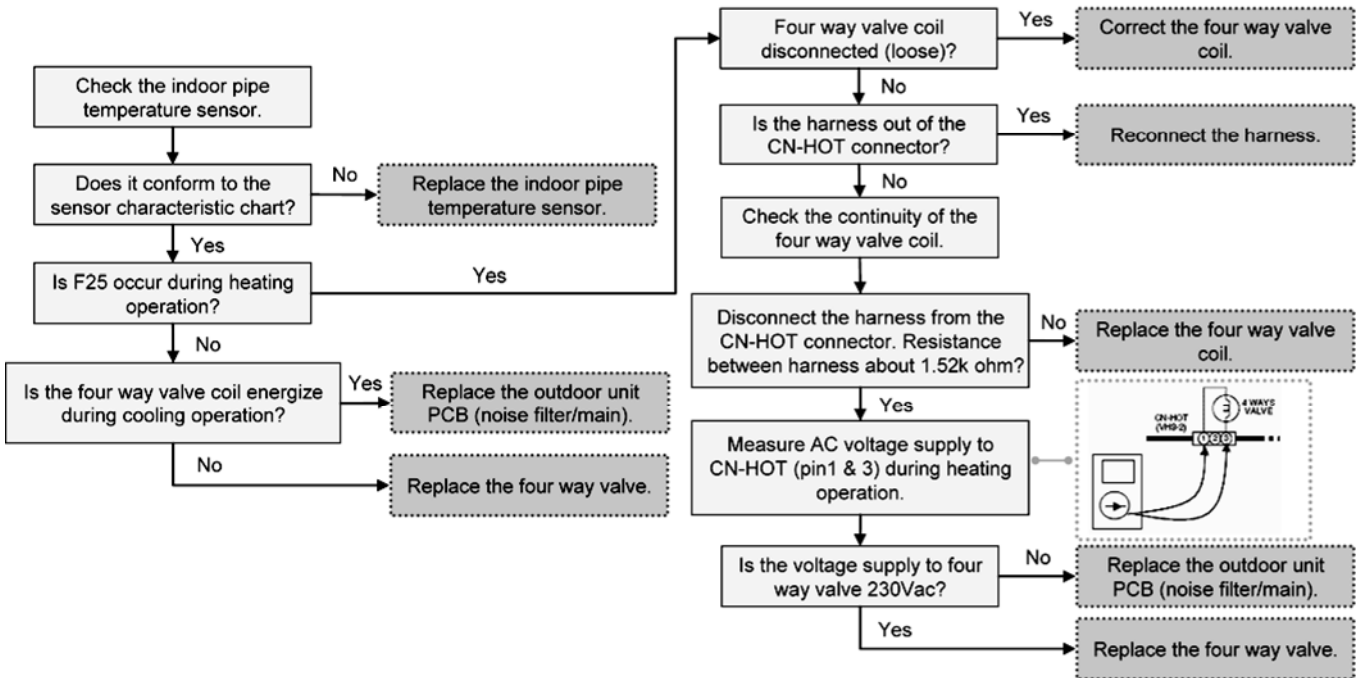 Check the indoor pipe
temperature sensor.
Does it conform to the
sensor characteristic chart?
No
Replace the indoor pipe
temperature sensor.
Yes
Is F25 occur during heating
operation?
Yes
No
Is the four way valve coil energize
during cooling operation?
Yes
Replace the outdoor unit
PCB (noise filter/main).
No
Replace the four way valve.
Four way valve coil
disconnected (loose)?
Yes
Correct the four way valve
coil.
No
Is the harness out of the
CN-HOT connector?
Yes
Reconnect the harness.
No
Check the continuity of the
four way valve coil.
Disconnect the harness from the
CN-HOT connector. Resistance
between harness about 1.52k ohm?
No
Replace the four way valve
coil.
Yes
Measure AC voltage supply to
CN-HOT (pin1 & 3) during heating
operation.
4 WAYS
VALVE
CN-HOT
(VH9-2)
1 2 3
Is the voltage supply to four
way valve 230Vac?
No
Replace the outdoor unit
PCB (noise filter/main).
Yes
Replace the four way valve.